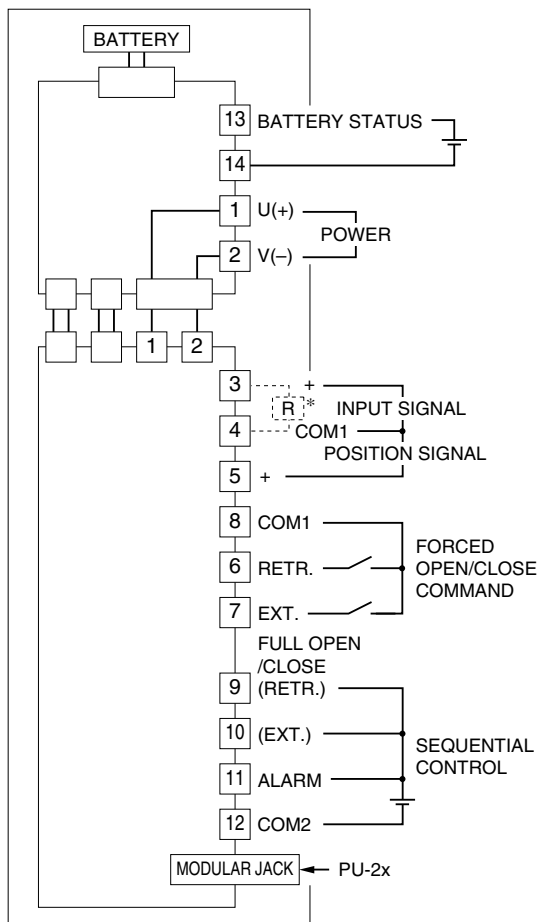 BATTERY
13 BATTERY STATUS
14
1 U(+)
POWER
2 V(–)
1 2
3 +
R * INPUT SIGNAL
4 COM1
POSITION SIGNAL
5 +
8 COM1
FORCED
OPEN/CLOSE
COMMAND
6 RETR.
7 EXT.
FULL OPEN
/CLOSE
9 (RETR.)
10 (EXT.)
SEQUENTIAL
CONTROL
11 ALARM
12 COM2
MODULAR JACK PU-2x